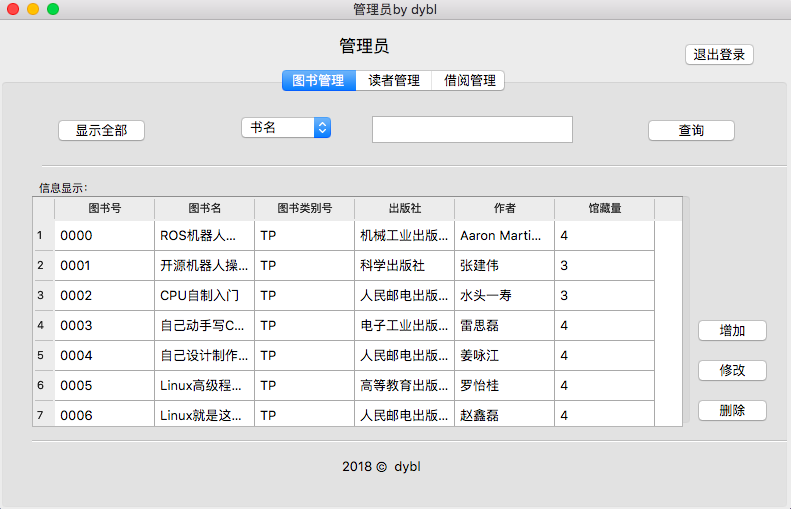 管理员by dybl
管理员
退出登录
图书管理 读者管理 借阅管理
显示全部 书名 查询
信息显示：
图书号 图书名 图书类别号 出版社 作者 馆藏量
1 0000 ROS机器人... TP 机械工业出版... Aaron Marti... 4
2 0001 开源机器人操... TP 科学出版社 张建伟 3
3 0002 CPU自制入门 TP 人民邮电出版... 水头一寿 3
4 0003 自己动手写C... TP 电子工业出版... 雷思磊 4
5 0004 自己设计制作... TP 人民邮电出版... 姜咏江 4
6 0005 Linux高级程... TP 高等教育出版... 罗怡桂 4
7 0006 Linux就是这... TP 人民邮电出版... 赵鑫磊 4
增加
修改
删除
2018 © dybl